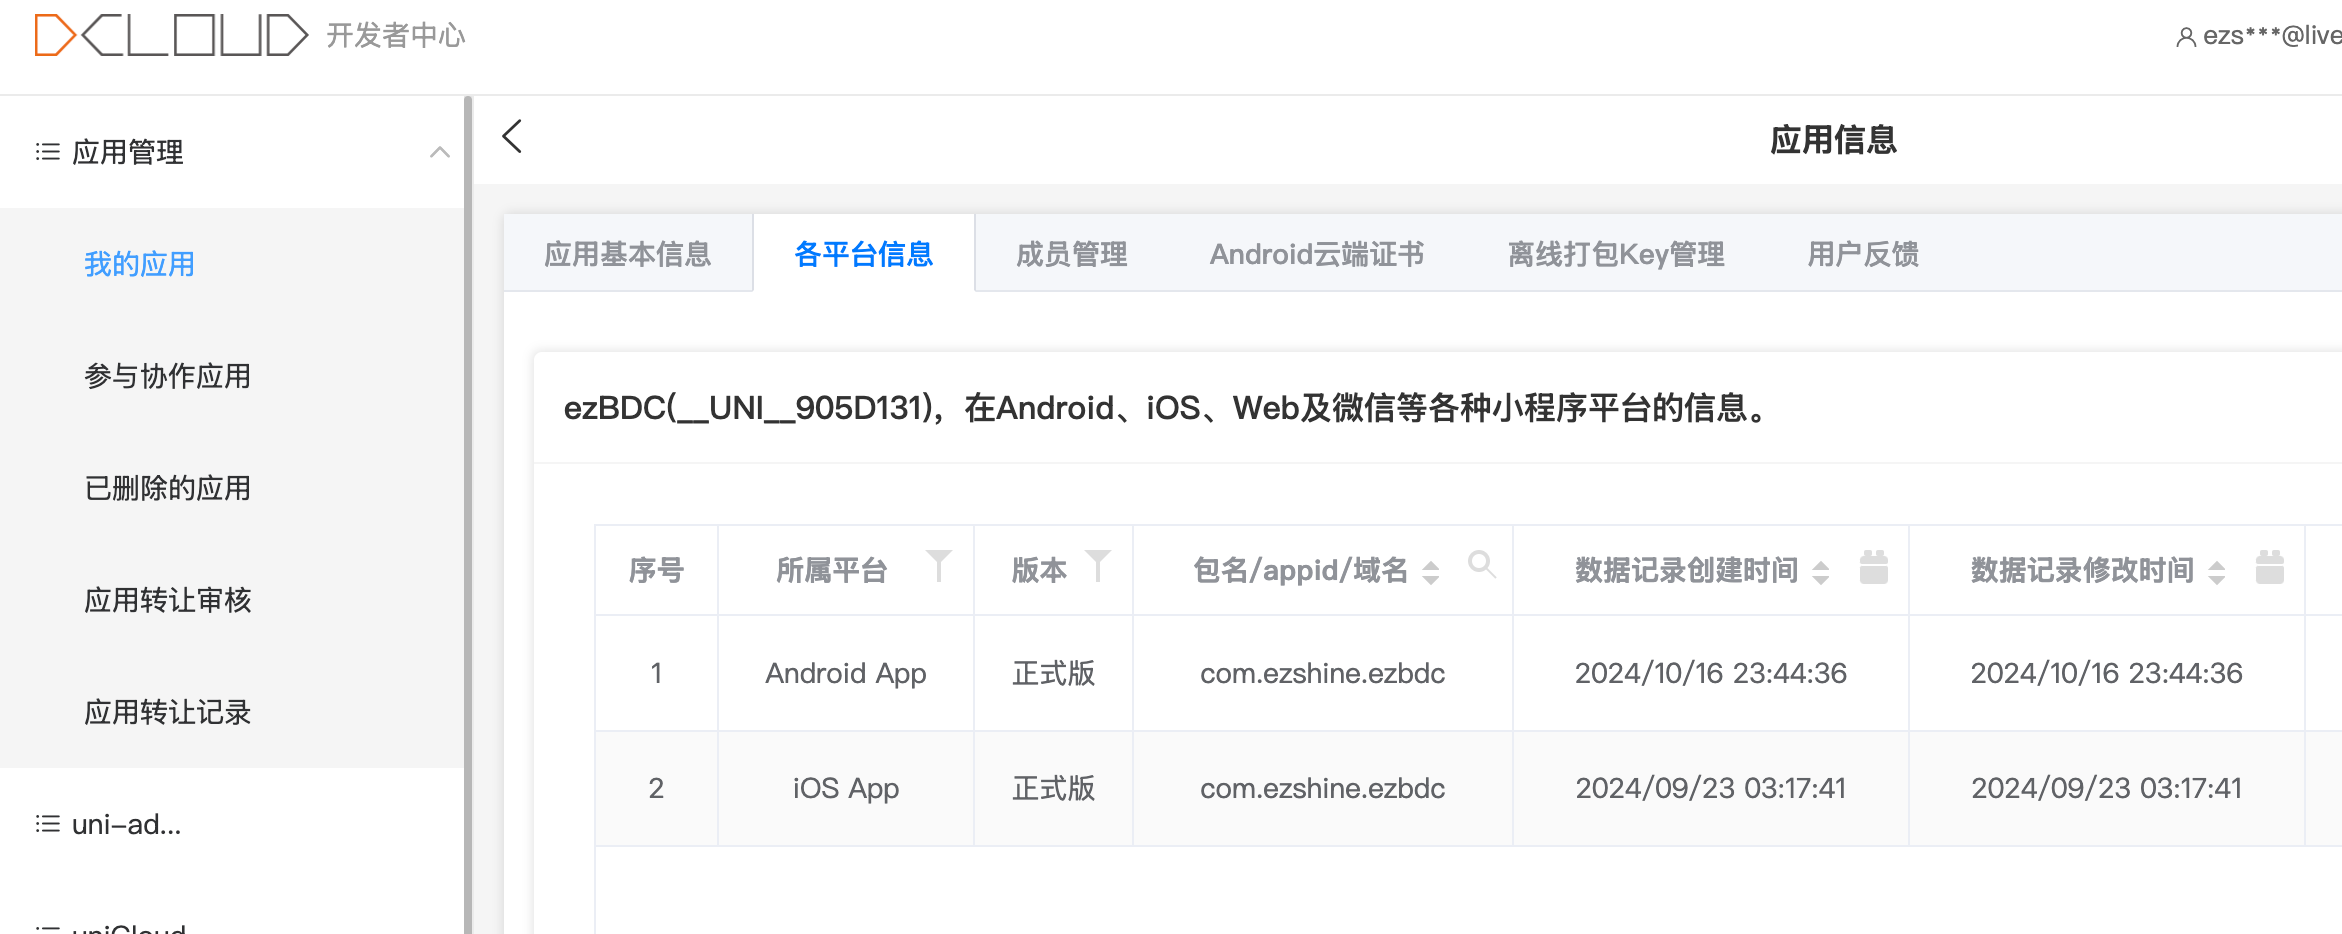 DCLOUD 开发者中心
ezs***@live
应用管理
我的应用
参与协作应用
已删除的应用
应用转让审核
应用转让记录
uni-ad...
uniCloud
应用信息
应用基本信息 各平台信息 成员管理 Android云端证书 离线打包Key管理 用户反馈
ezBDC(__UNI__905D131)，在Android、iOS、Web及微信等各种小程序平台的信息。
序号 所属平台 版本 包名/appid/域名 数据记录创建时间 数据记录修改时间
1 Android App 正式版 com.ezshine.ezbdc 2024/10/16 23:44:36 2024/10/16 23:44:36
2 iOS App 正式版 com.ezshine.ezbdc 2024/09/23 03:17:41 2024/09/23 03:17:41